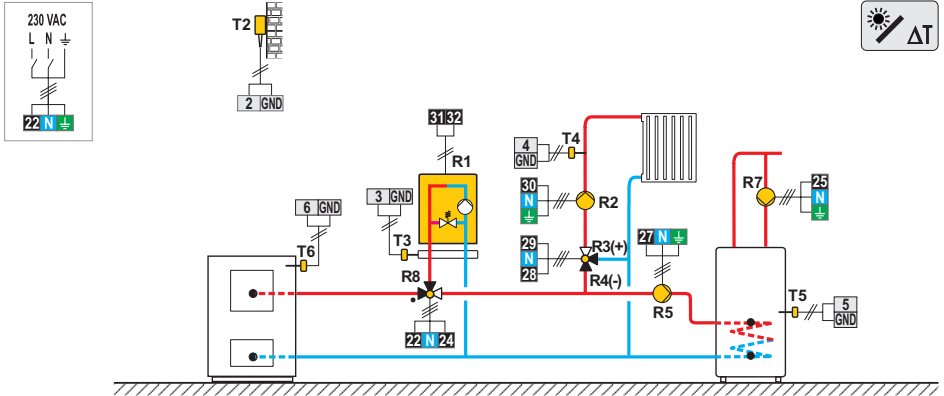 230 VAC
L N
22 N
T2
2 GND
ΔT
31 32
R1
4
GND
T4
30
N
R2
R7
25
N
3 GND
T3
6 GND
T6
29
N
28
R3(+)
R4(-)
27 N
R8
R5
T5
5
GND
22 N 24